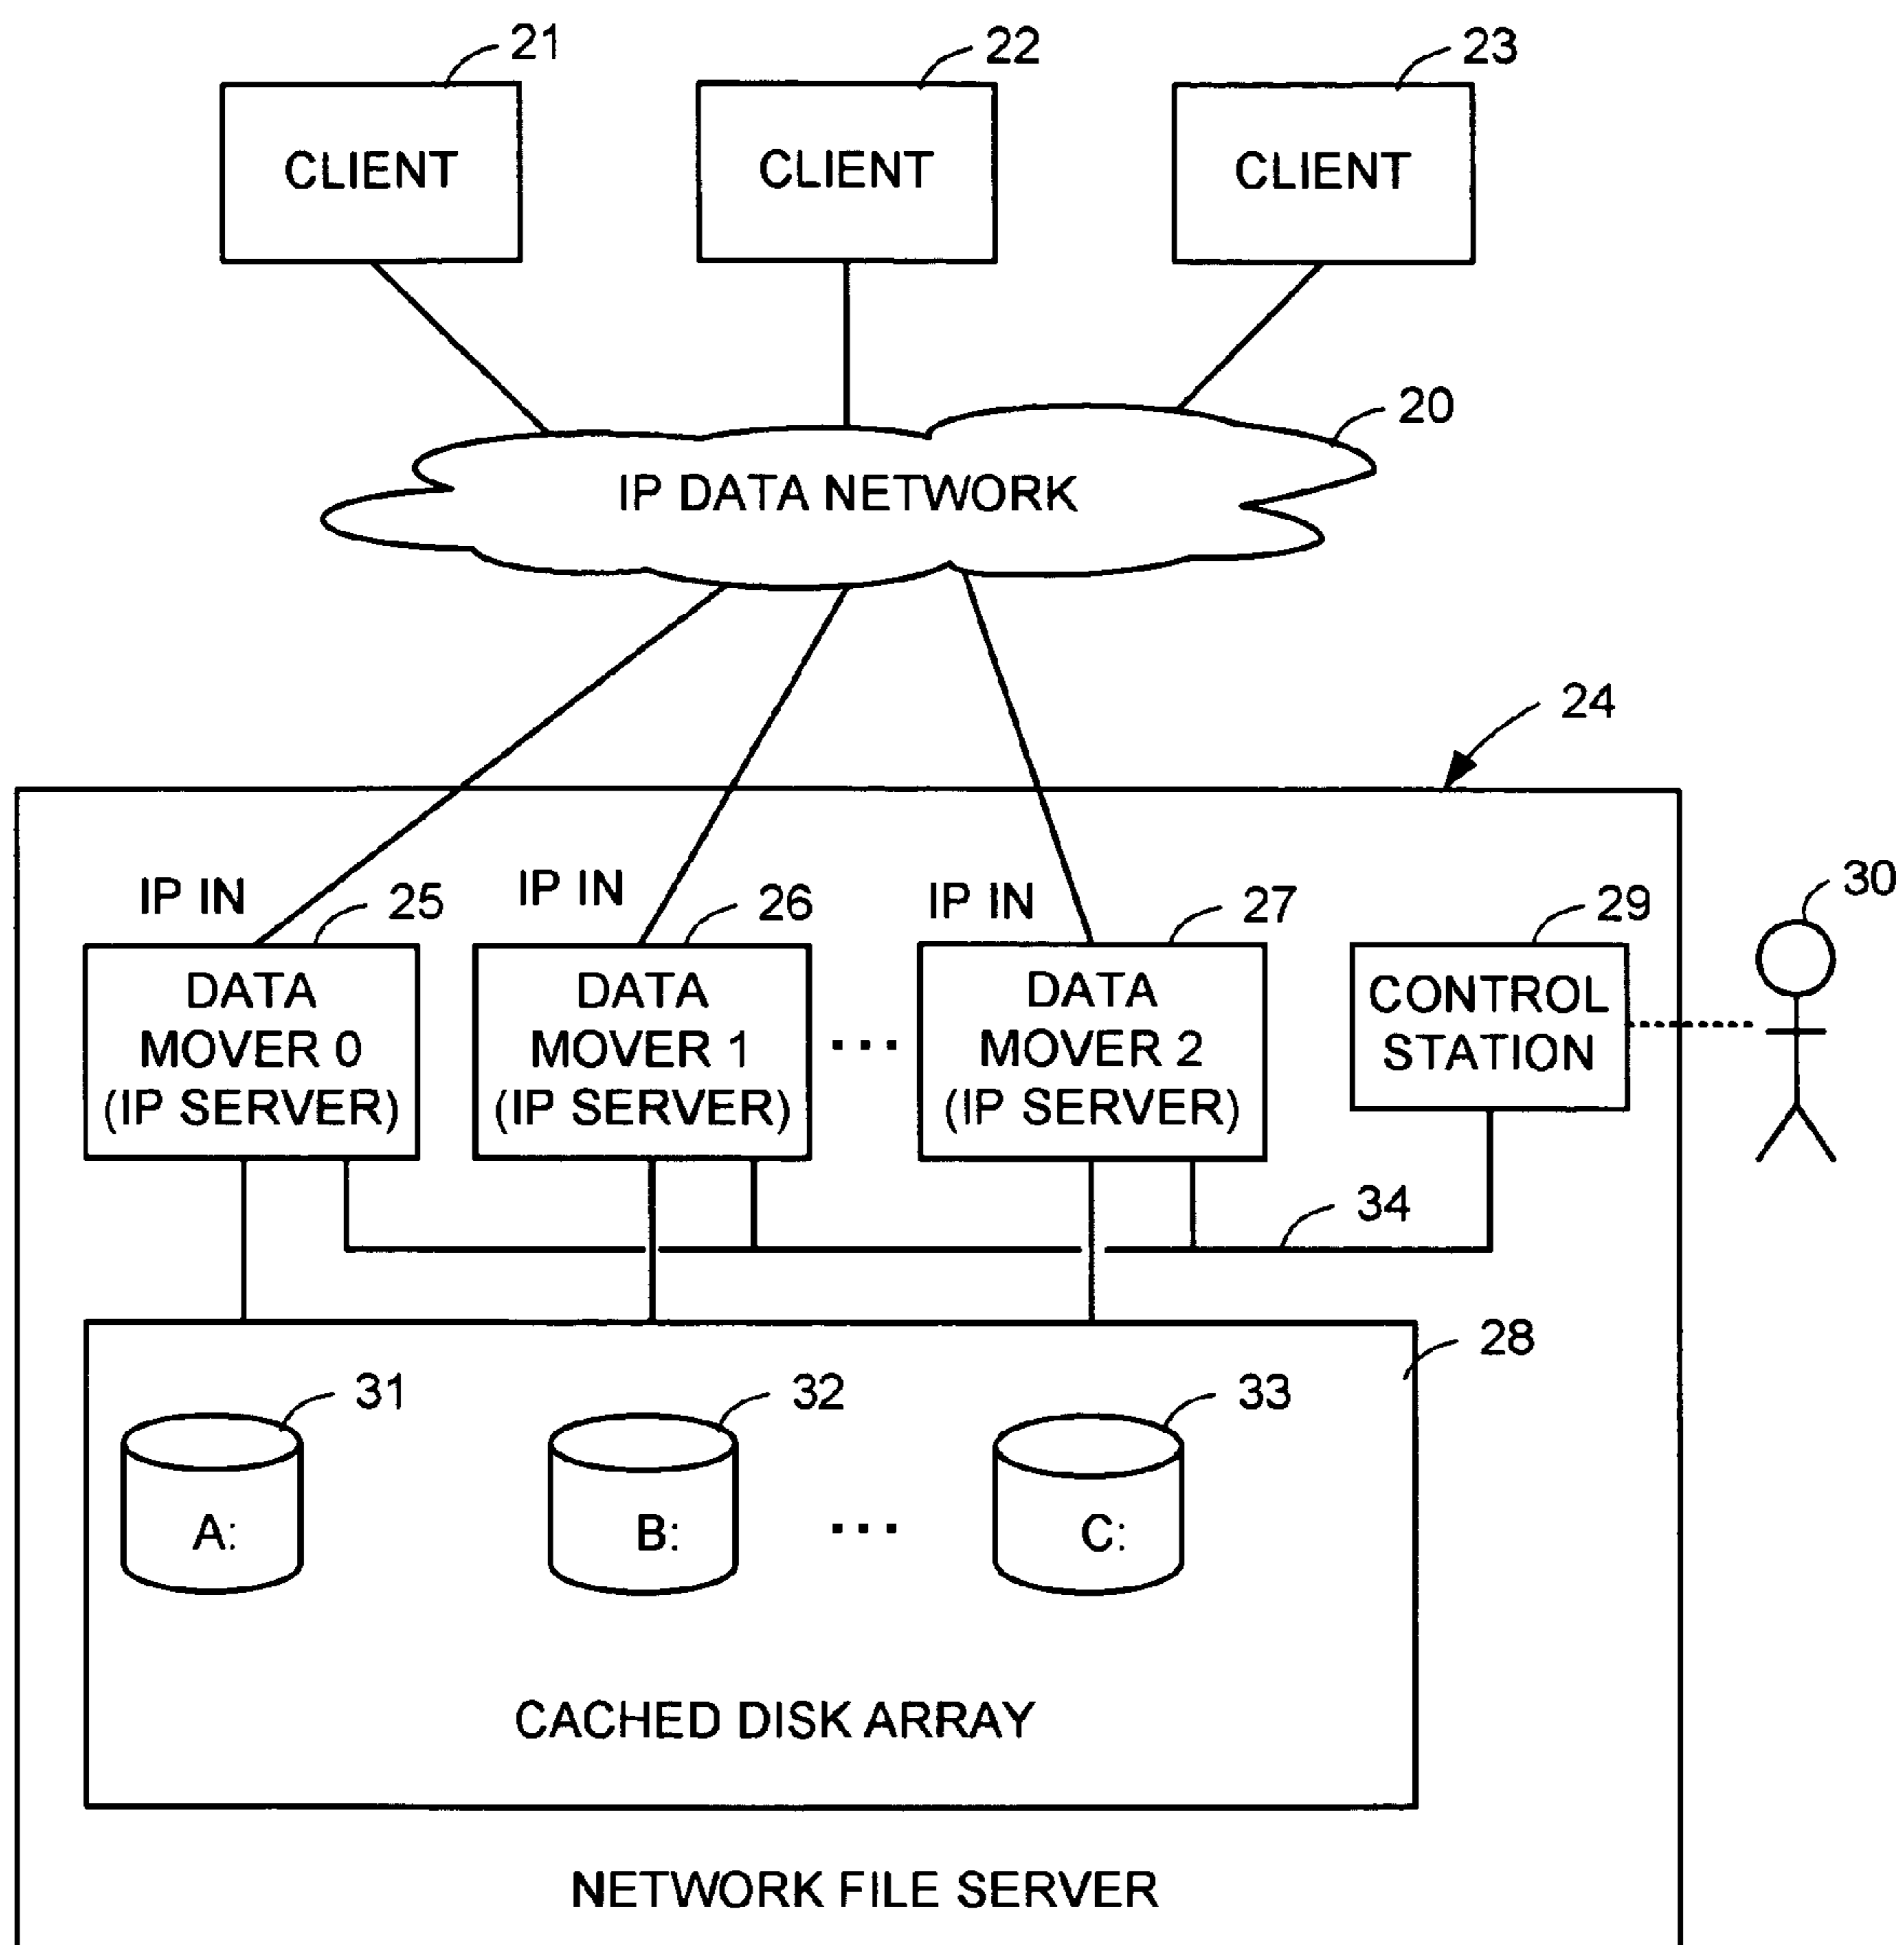 21
22
23
CLIENT
CLIENT
CLIENT
20
IP DATA NETWORK
24
IP IN
IP IN
IP IN
25
26
27
29
30
DATA
MOVER 0
(IP SERVER)
DATA
MOVER 1
(IP SERVER)
...
DATA
MOVER 2
(IP SERVER)
CONTROL
STATION
34
28
31
32
33
A:
B:
...
C:
CACHED DISK ARRAY
NETWORK FILE SERVER